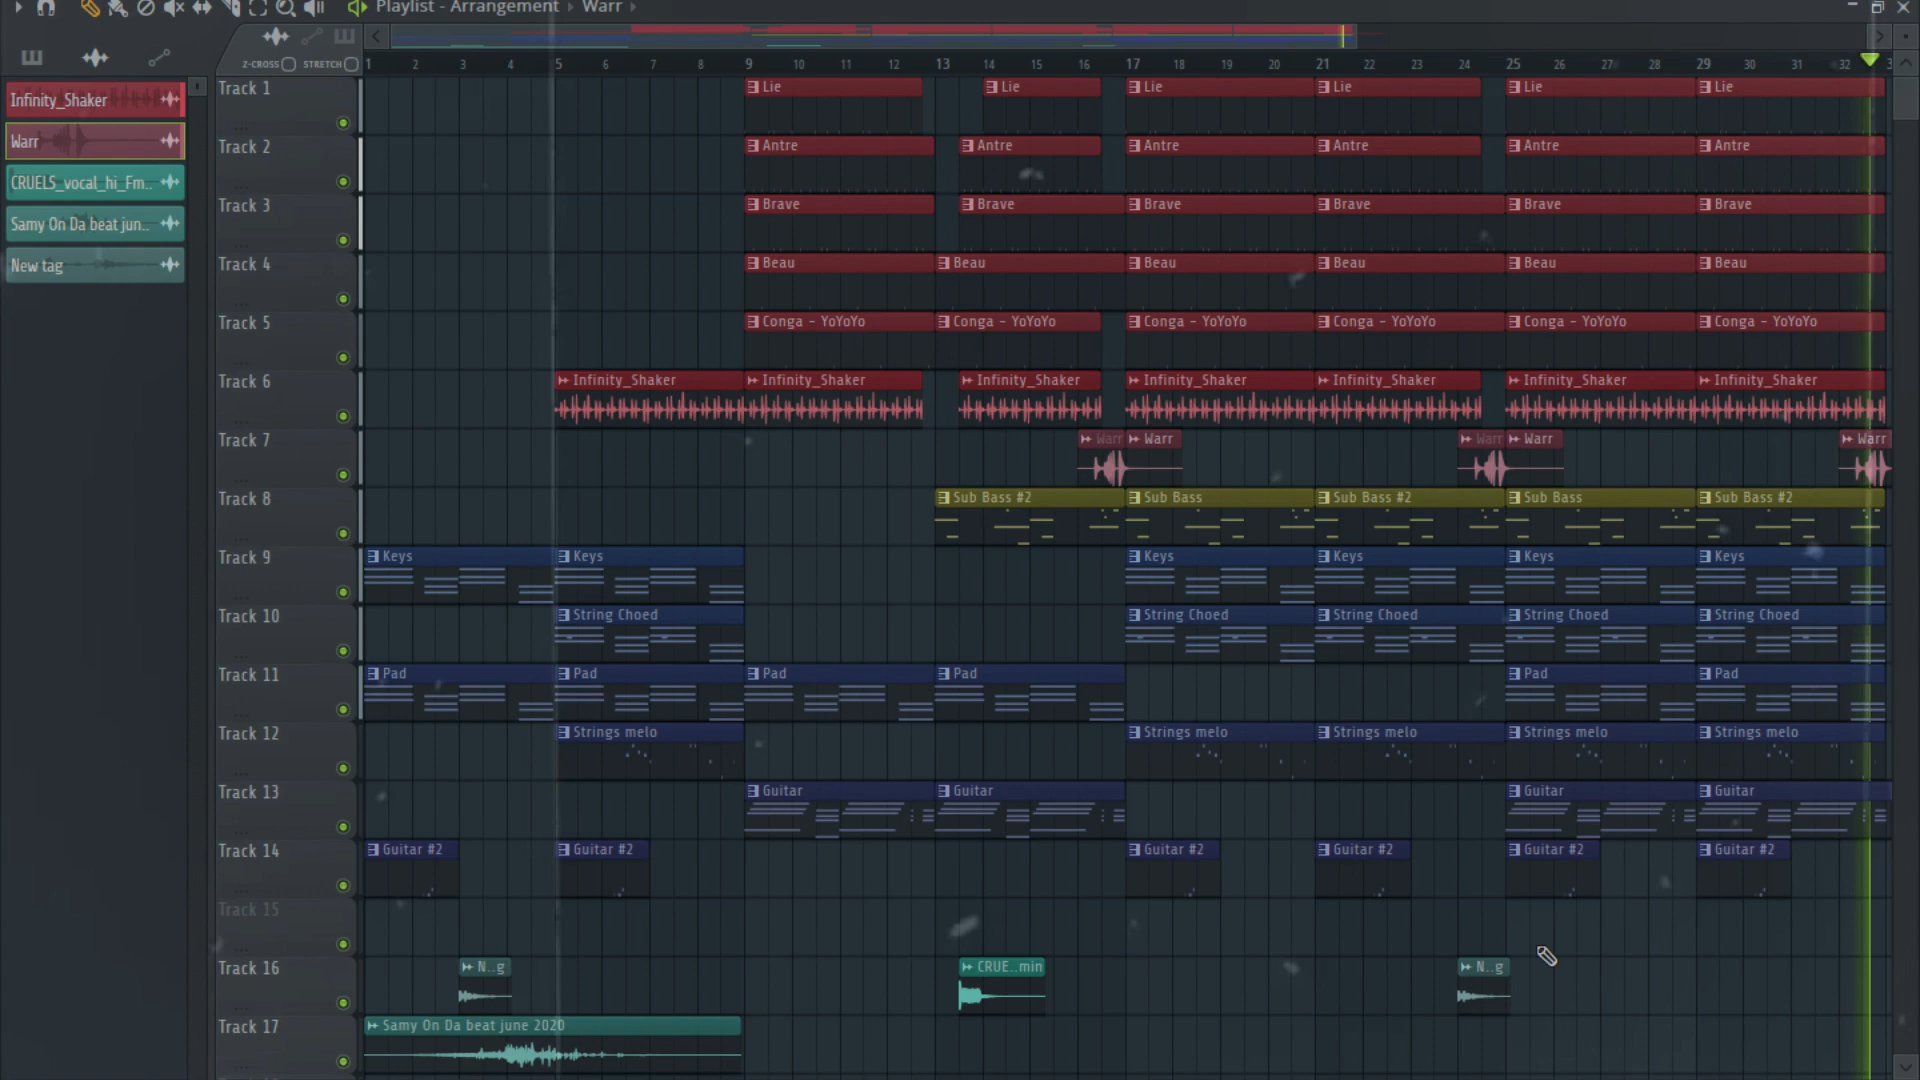 Playlist - Arrangement › Warr ›
Z-CROSS STRETCH 1 2 3 4 5 6 7 8 9 10 11 12 13 14 15 16 17 18 19 20 21 22 23 24 25 26 27 28 29 30 31 32
Infinity_Shaker
Warr
CRUELS_vocal_hi_Fm..
Samy On Da beat jun..
New tag
Track 1 Lie Lie Lie Lie Lie Lie
Track 2 Antre Antre Antre Antre Antre Antre
Track 3 Brave Brave Brave Brave Brave Brave
Track 4 Beau Beau Beau Beau Beau Beau
Track 5 Conga - YoYoYo Conga - YoYoYo Conga - YoYoYo Conga - YoYoYo Conga - YoYoYo Conga - YoYoYo
Track 6 Infinity_Shaker Infinity_Shaker Infinity_Shaker Infinity_Shaker Infinity_Shaker Infinity_Shaker Infinity_Shaker
Track 7 Warr Warr Warr Warr Warr
Track 8 Sub Bass #2 Sub Bass Sub Bass #2 Sub Bass Sub Bass #2
Track 9 Keys Keys Keys Keys Keys Keys
Track 10 String Choed String Choed String Choed String Choed String Choed
Track 11 Pad Pad Pad Pad Pad Pad
Track 12 Strings melo Strings melo Strings melo Strings melo Strings melo
Track 13 Guitar Guitar Guitar Guitar
Track 14 Guitar #2 Guitar #2 Guitar #2 Guitar #2 Guitar #2 Guitar #2
Track 15
Track 16 N..g CRUE..min N..g
Track 17 Samy On Da beat june 2020